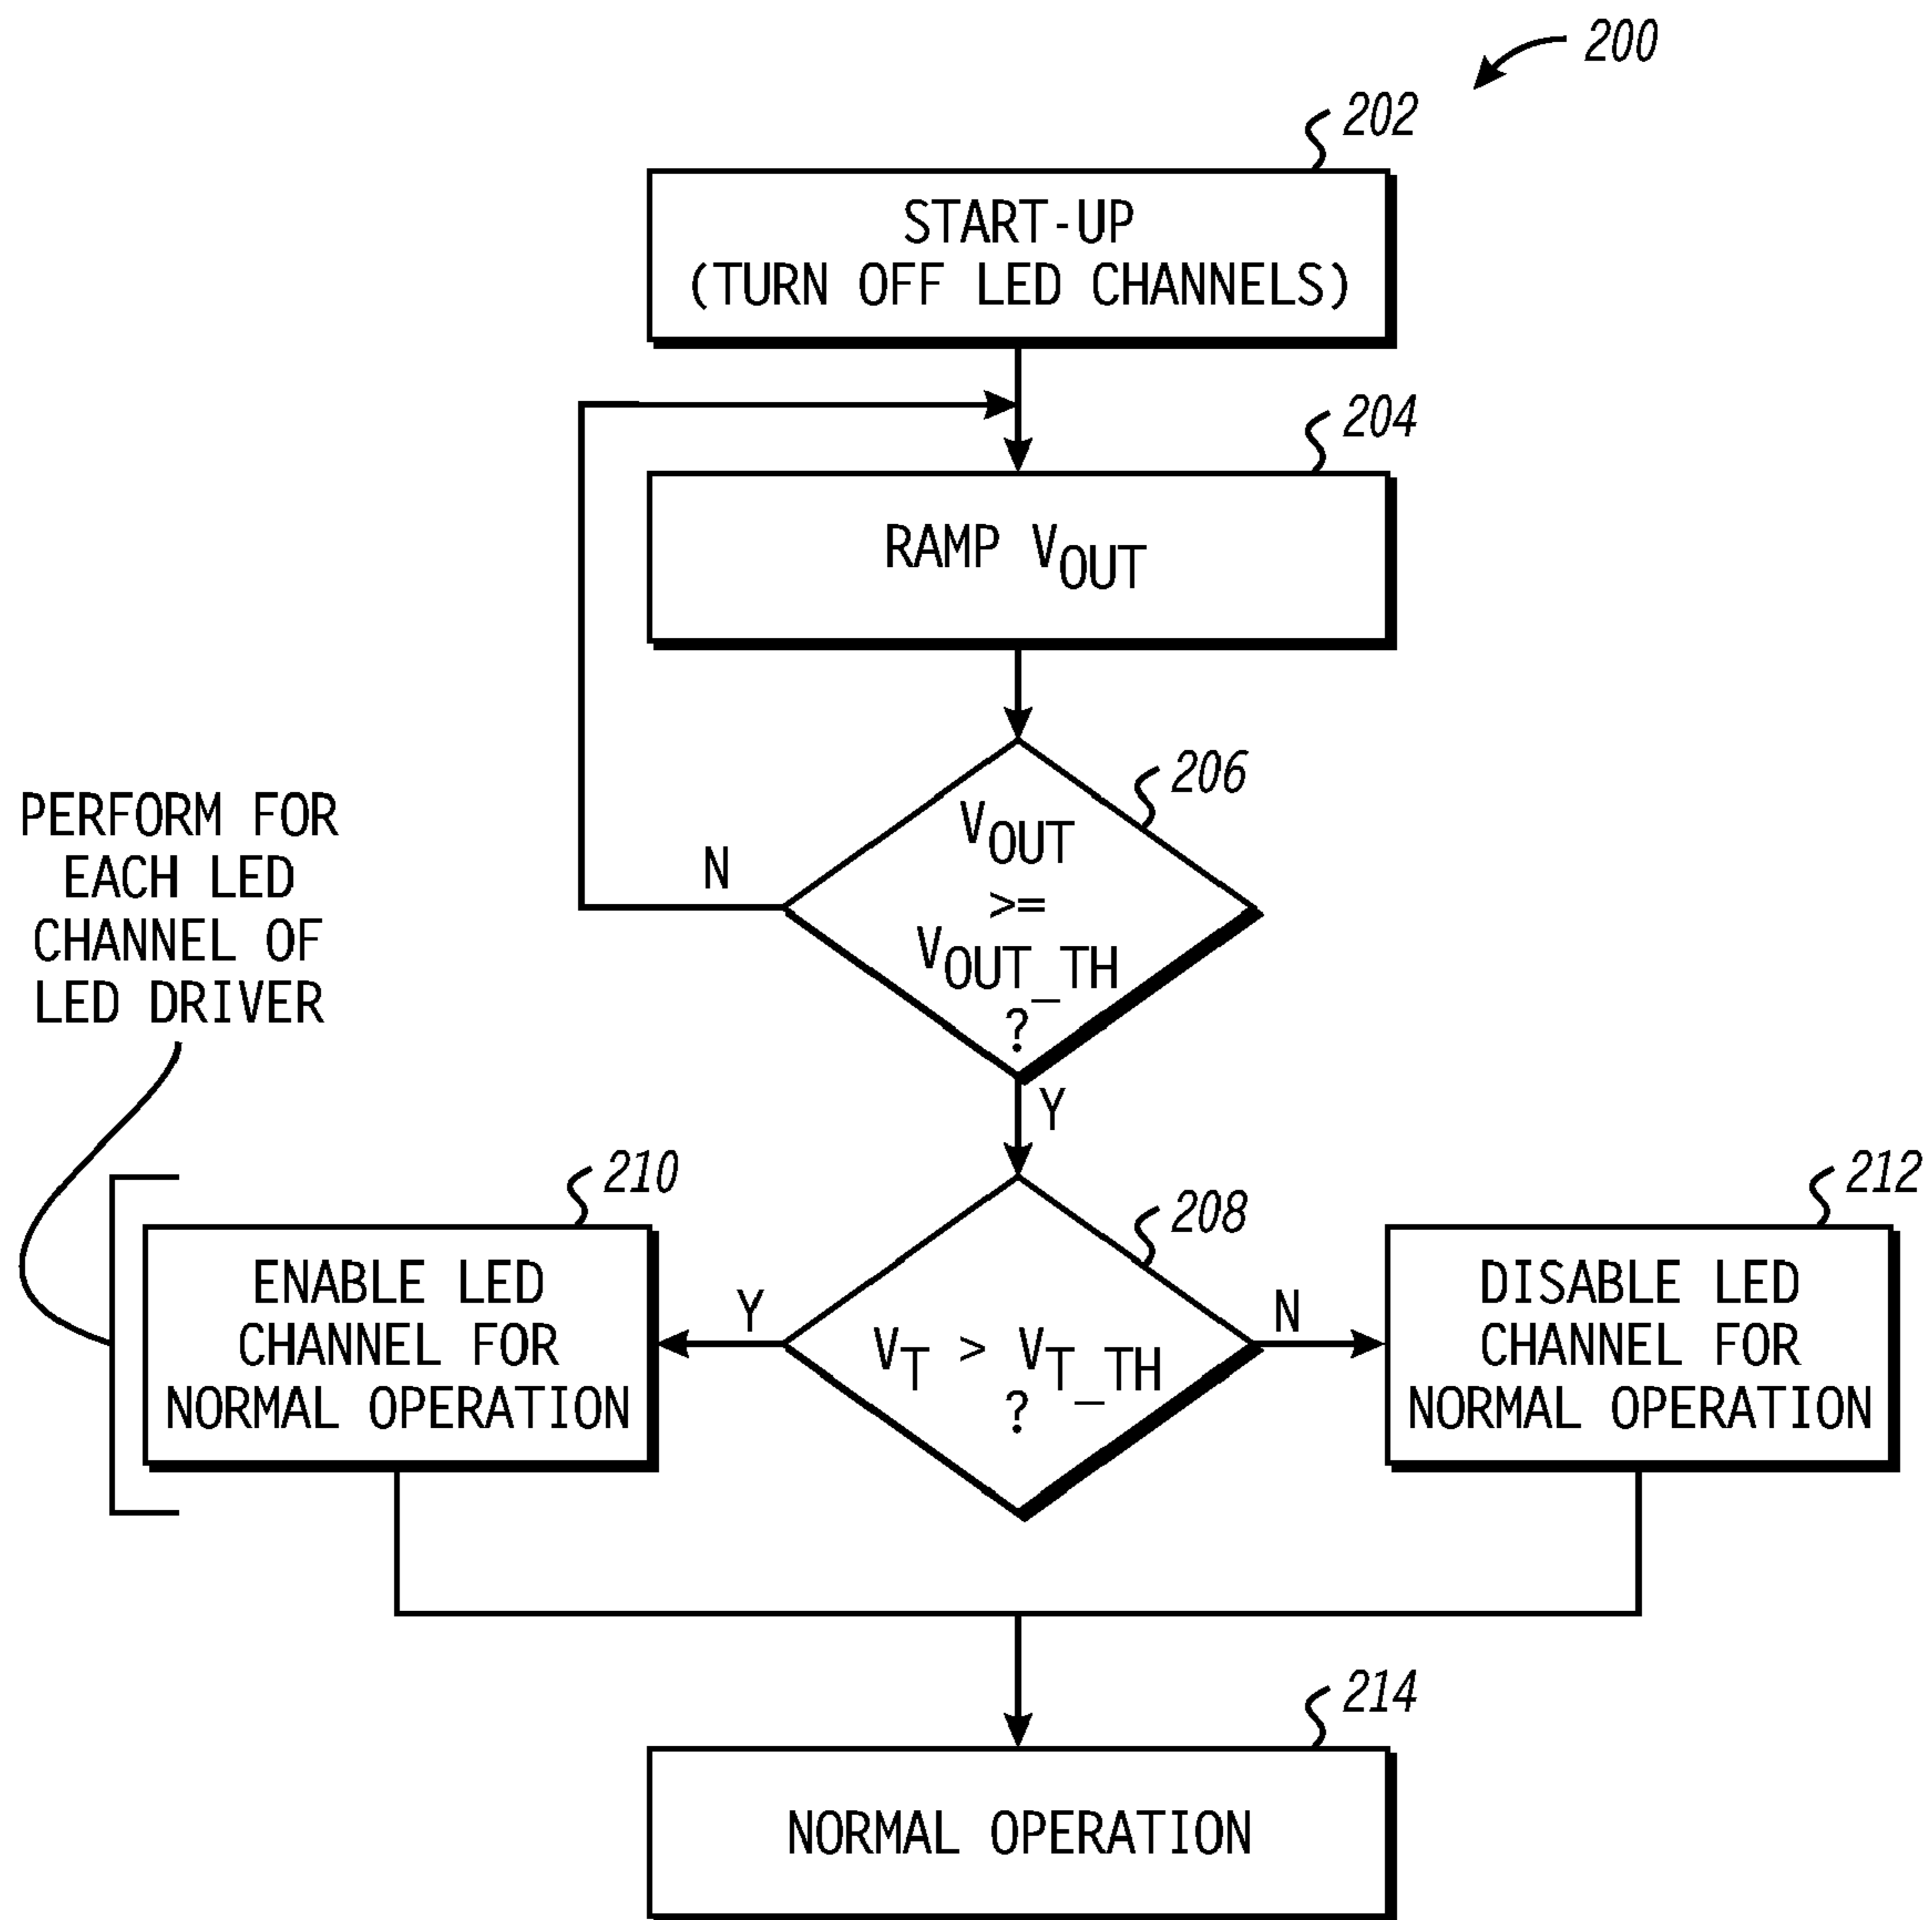 200
202
START-UP
(TURN OFF LED CHANNELS)
204
RAMP VOUT
206
VOUT
>=
VOUT_TH
?
N
Y
PERFORM FOR
EACH LED
CHANNEL OF
LED DRIVER
210
ENABLE LED
CHANNEL FOR
NORMAL OPERATION
Y
208
VT > VT_TH
?
N
212
DISABLE LED
CHANNEL FOR
NORMAL OPERATION
214
NORMAL OPERATION